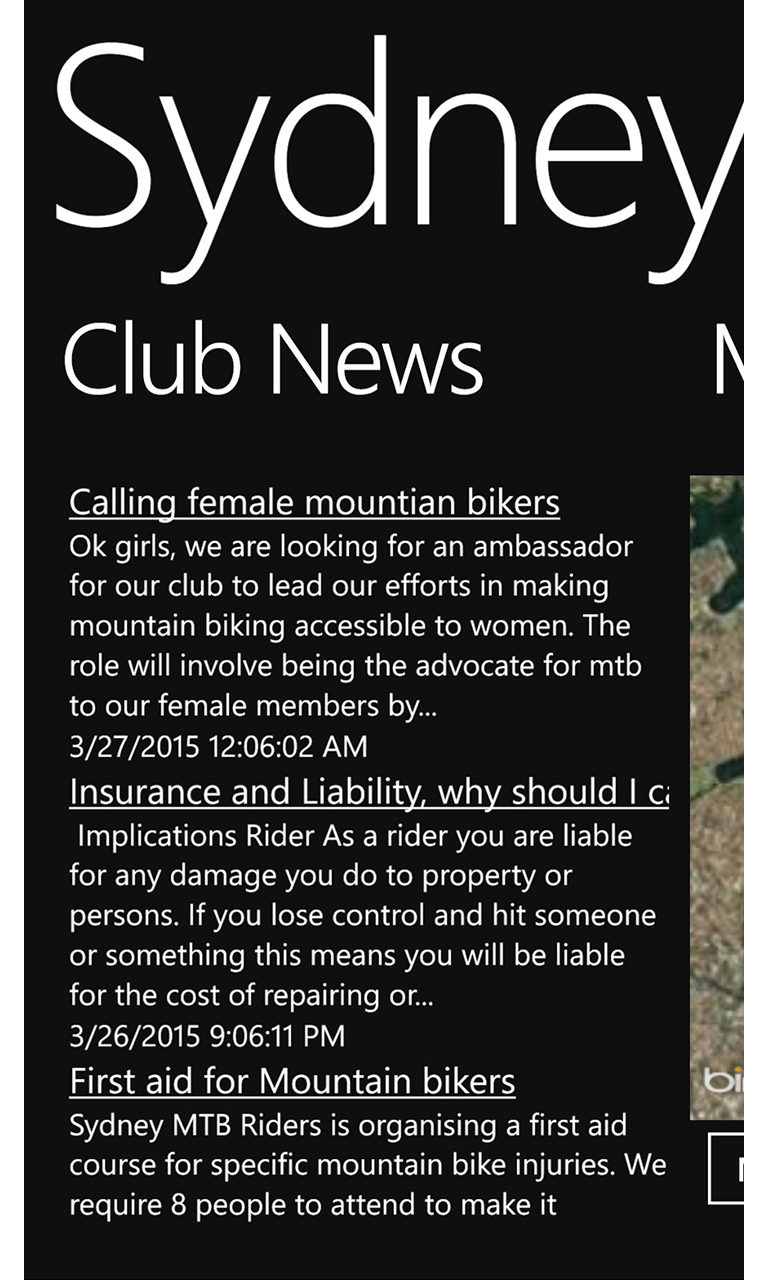 Sydney
Club News
M
Calling female mountian bikers
Ok girls, we are looking for an ambassador
for our club to lead our efforts in making
mountain biking accessible to women. The
role will involve being the advocate for mtb
to our female members by...
3/27/2015 12:06:02 AM
Insurance and Liability, why should I ca
Implications Rider As a rider you are liable
for any damage you do to property or
persons. If you lose control and hit someone
or something this means you will be liable
for the cost of repairing or...
3/26/2015 9:06:11 PM
First aid for Mountain bikers
Sydney MTB Riders is organising a first aid
course for specific mountain bike injuries. We
require 8 people to attend to make it
bi